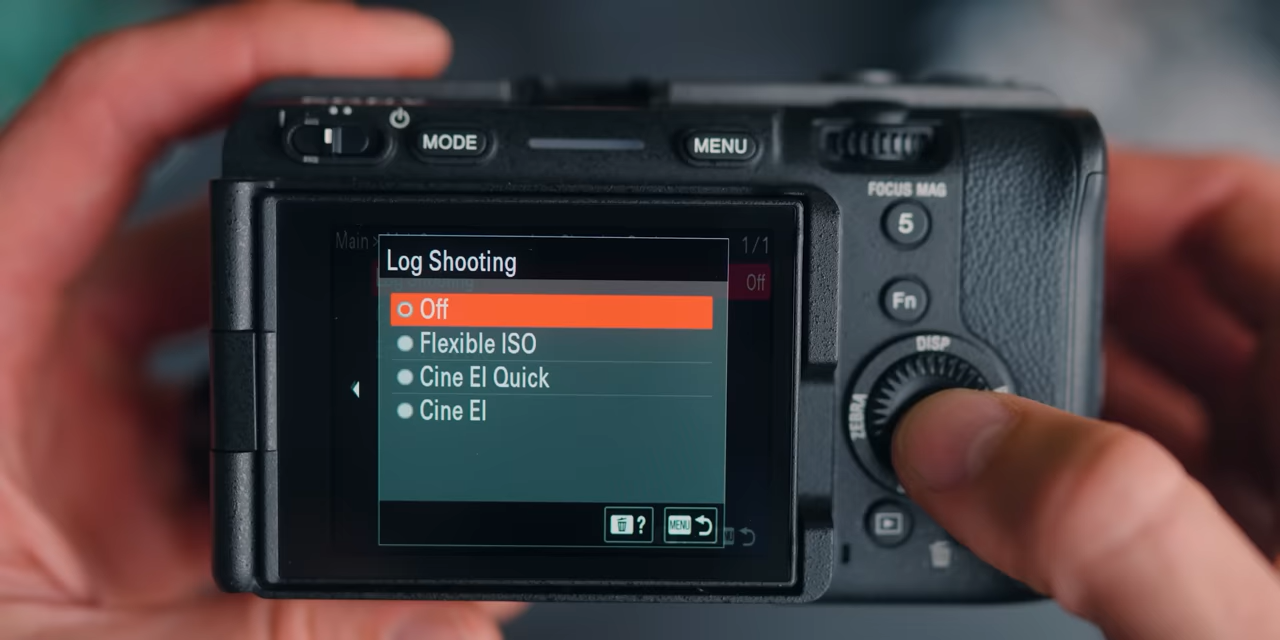 MODE
MENU
FOCUS MAG
5
Fn
DISP
ZEBRA
Main >
1/1
Log Shooting
Off
Off
Flexible ISO
Cine EI Quick
Cine EI
?
MENU